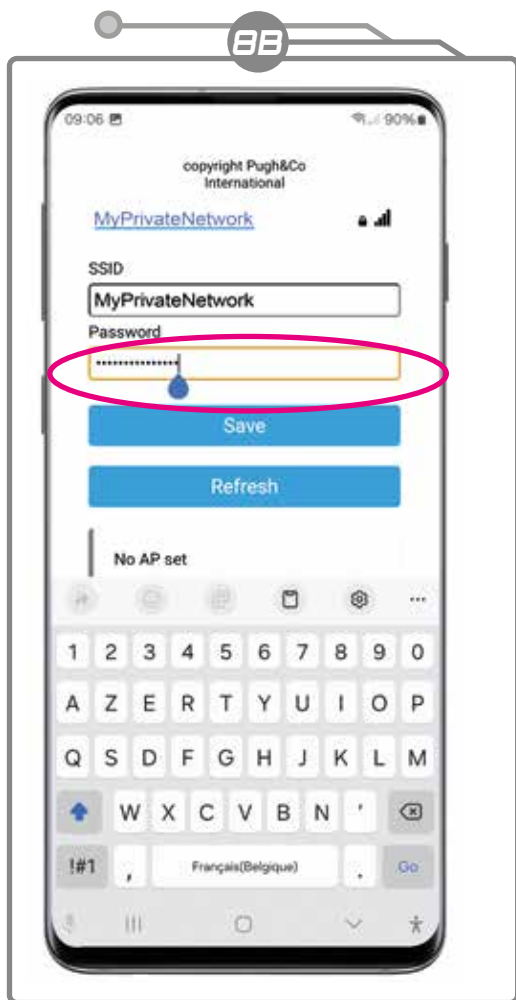 8B
09:06 90%
copyright Pugh&Co
International
MyPrivateNetwork
SSID
MyPrivateNetwork
Password
Save
Refresh
No AP set
1 2 3 4 5 6 7 8 9 0
A Z E R T Y U I O P
Q S D F G H J K L M
W X C V B N '
!#1 , Français(Belgique) . Go